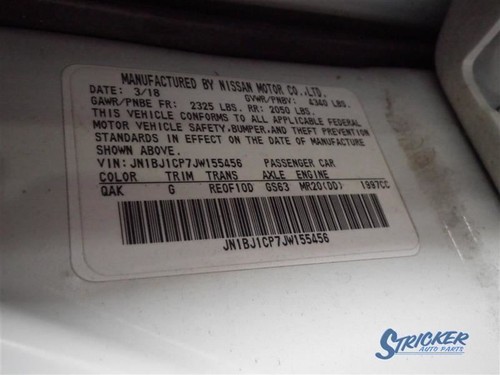 MANUFACTURED BY NISSAN MOTOR CO.,LTD.
DATE: 3/18 GVWR/PNBV: 4340 LBS.
GAWR/PNBE FR: 2325 LBS. RR: 2050 LBS.
THIS VEHICLE CONFORMS TO ALL APPLICABLE FEDERAL
MOTOR VEHICLE SAFETY,BUMPER,AND THEFT PREVENTION
STANDARDS IN EFFECT ON THE DATE OF MANUFACTURE
SHOWN ABOVE.
VIN: JN1BJ1CP7JW155456 PASSENGER CAR
COLOR TRIM TRANS AXLE ENGINE
QAK G RE0F10D GS63 MR20(DD) 1997CC
JN1BJ1CP7JW155456
STRICKER
AUTO PARTS